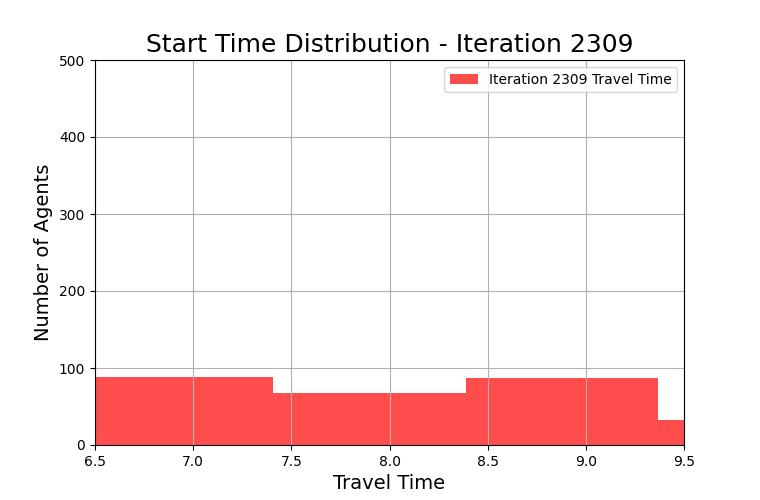 Start Time Distribution - Iteration 2309
Iteration 2309 Travel Time
Number of Agents
500
400
300
200
100
0
6.5 7.0 7.5 8.0 8.5 9.0 9.5
Travel Time